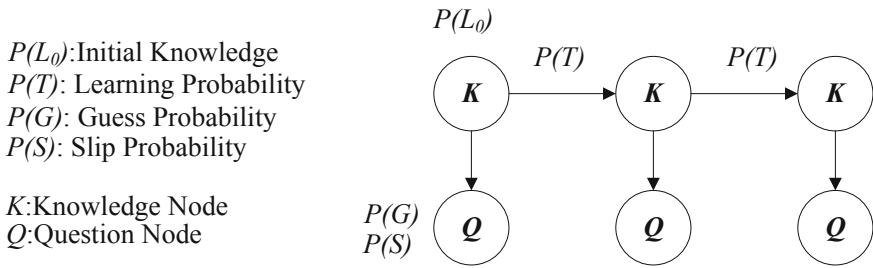 P(L0)
P(L0):Initial Knowledge
P(T): Learning Probability
P(G): Guess Probability
P(S): Slip Probability
K:Knowledge Node
Q:Question Node
P(T) P(T)
K K K
P(G)
P(S)
Q Q Q